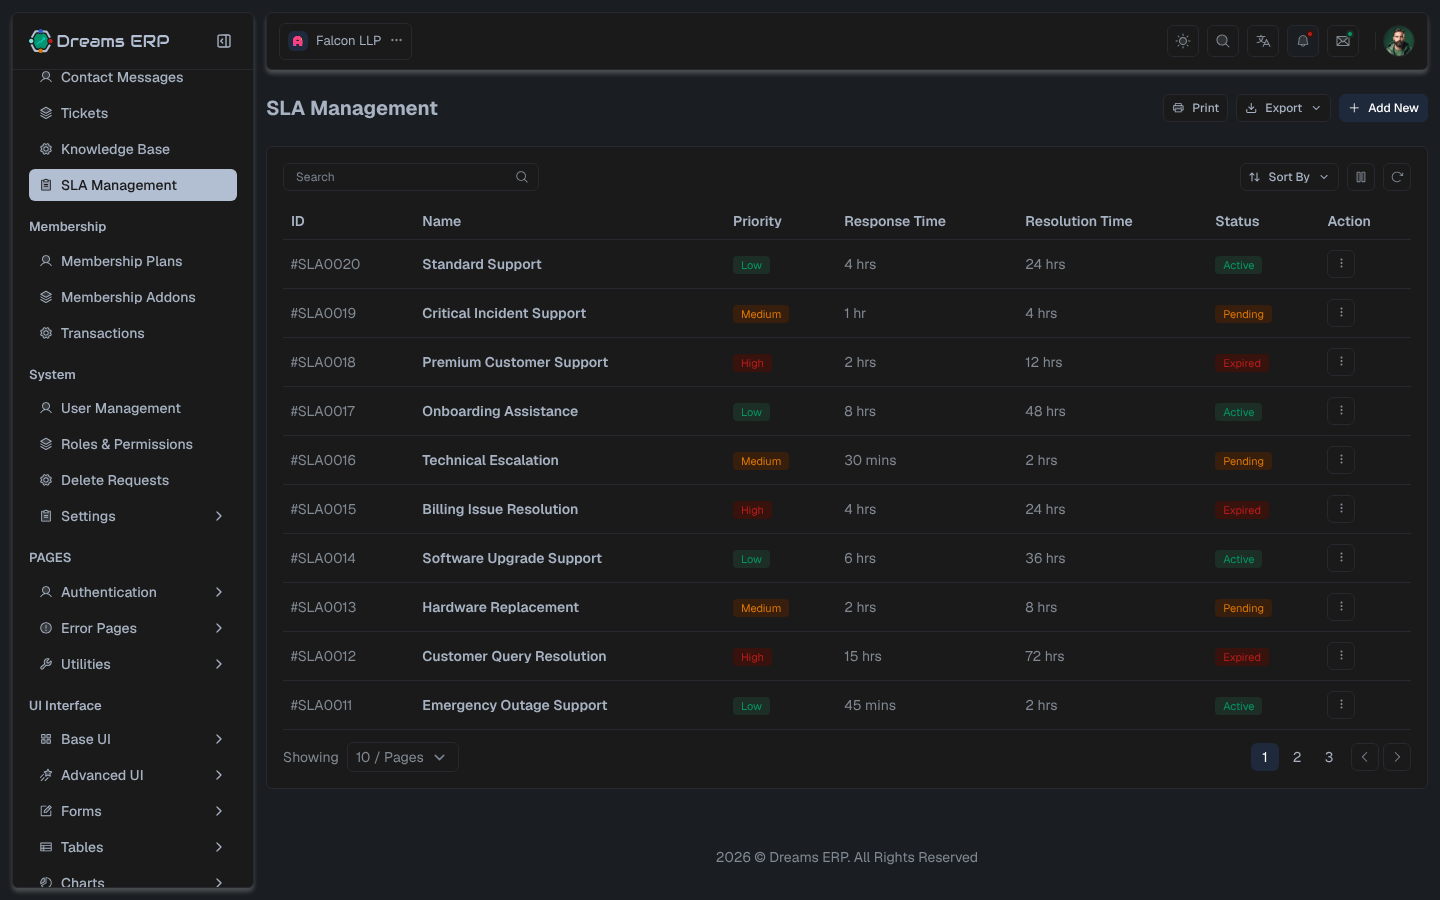 Dreams ERP
Contact Messages
Tickets
Knowledge Base
SLA Management
Membership
Membership Plans
Membership Addons
Transactions
System
User Management
Roles & Permissions
Delete Requests
Settings
PAGES
Authentication
Error Pages
Utilities
UI Interface
Base UI
Advanced UI
Forms
Tables
Charts
Falcon LLP
SLA Management
Print Export Add New
Search Sort By
ID Name Priority Response Time Resolution Time Status Action
#SLA0020 Standard Support Low 4 hrs 24 hrs Active
#SLA0019 Critical Incident Support Medium 1 hr 4 hrs Pending
#SLA0018 Premium Customer Support High 2 hrs 12 hrs Expired
#SLA0017 Onboarding Assistance Low 8 hrs 48 hrs Active
#SLA0016 Technical Escalation Medium 30 mins 2 hrs Pending
#SLA0015 Billing Issue Resolution High 4 hrs 24 hrs Expired
#SLA0014 Software Upgrade Support Low 6 hrs 36 hrs Active
#SLA0013 Hardware Replacement Medium 2 hrs 8 hrs Pending
#SLA0012 Customer Query Resolution High 15 hrs 72 hrs Expired
#SLA0011 Emergency Outage Support Low 45 mins 2 hrs Active
Showing 10 / Pages 1 2 3
2026 © Dreams ERP. All Rights Reserved